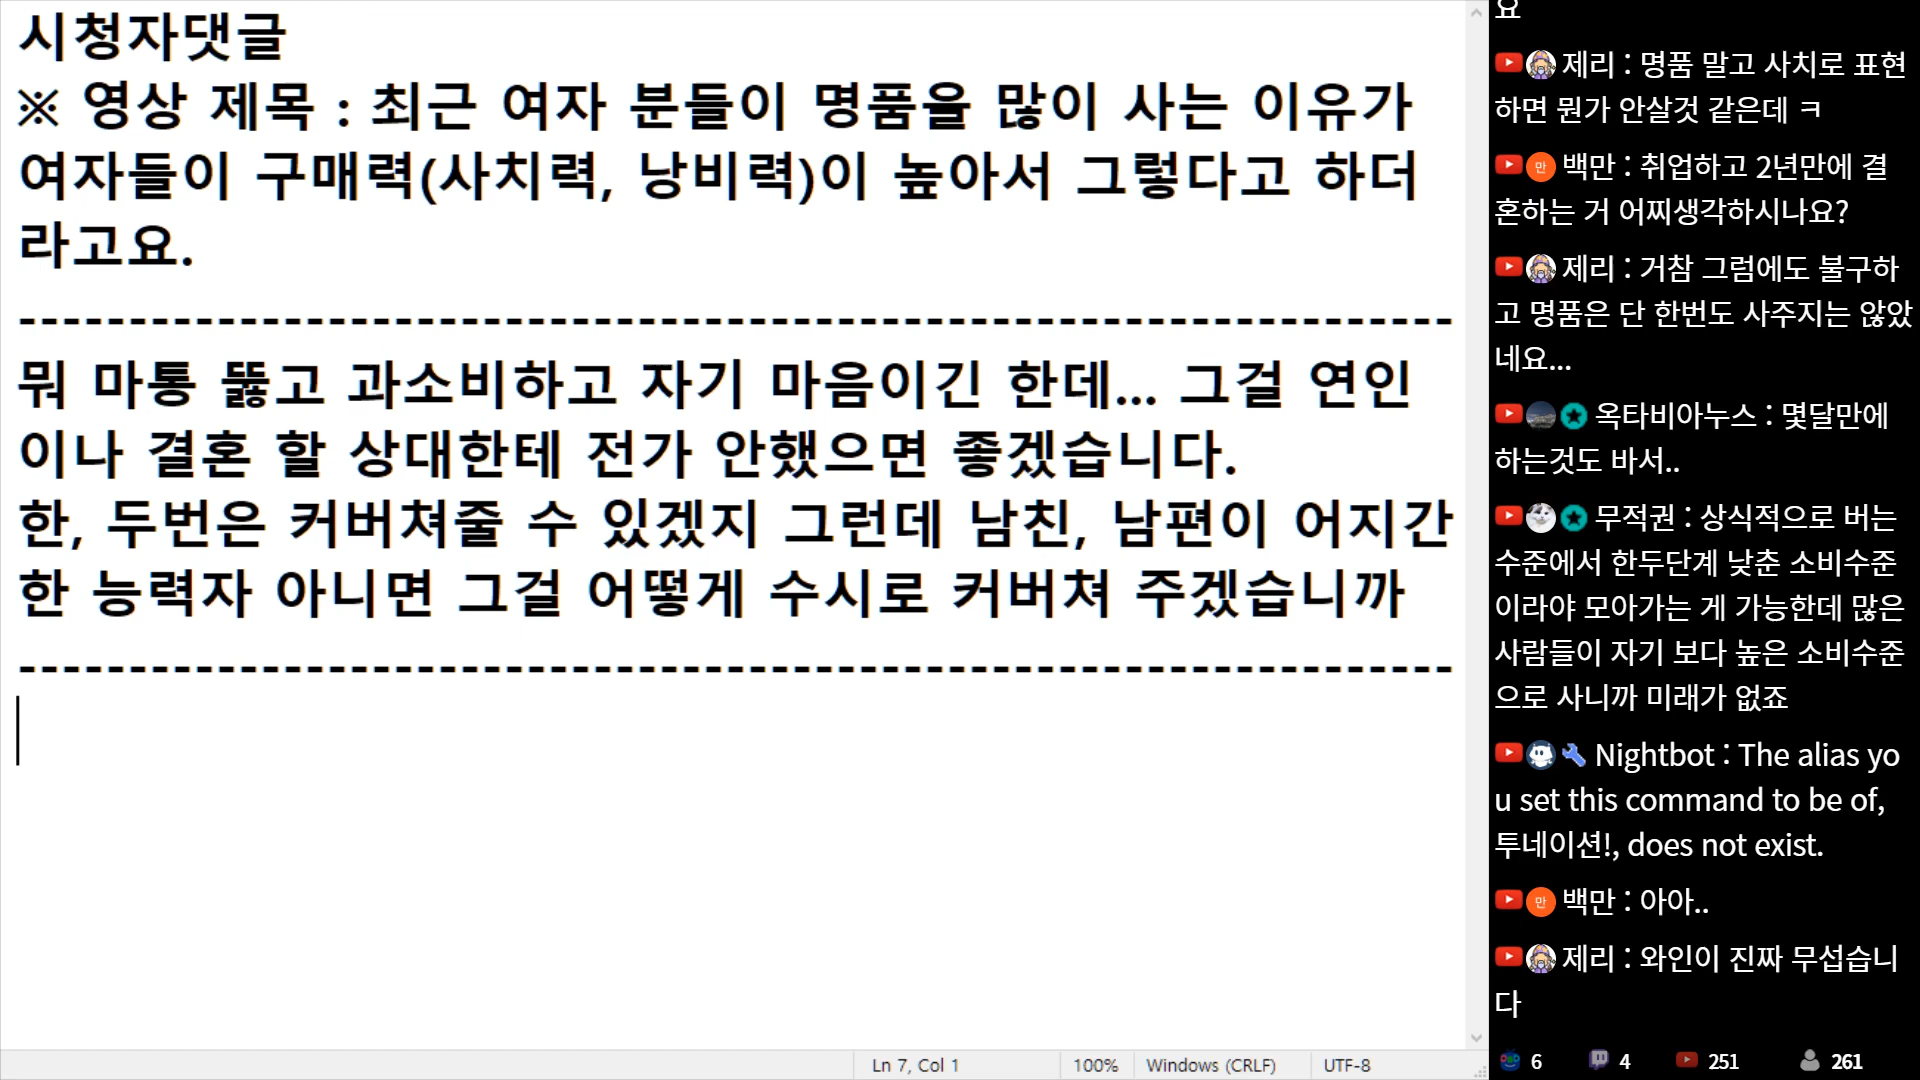 시청자댓글
※ 영상 제목 : 최근 여자 분들이 명품을 많이 사는 이유가
여자들이 구매력(사치력, 낭비력)이 높아서 그렇다고 하더
라고요.
-----------------------------------------------------------------
뭐 마통 뚫고 과소비하고 자기 마음이긴 한데... 그걸 연인
이나 결혼 할 상대한테 전가 안했으면 좋겠습니다.
한, 두번은 커버쳐줄 수 있겠지 그런데 남친, 남편이 어지간
한 능력자 아니면 그걸 어떻게 수시로 커버쳐 주겠습니까
-----------------------------------------------------------------
Ln 7, Col 1
100%
Windows (CRLF)
UTF-8
요
제리 : 명품 말고 사치로 표현
하면 뭔가 안살것 같은데 ㅋ
만 백만 : 취업하고 2년만에 결
혼하는 거 어찌생각하시나요?
제리 : 거참 그럼에도 불구하
고 명품은 단 한번도 사주지는 않았
네요...
옥타비아누스 : 몇달만에
하는것도 바서..
무적권 : 상식적으로 버는
수준에서 한두단계 낮춘 소비수준
이라야 모아가는 게 가능한데 많은
사람들이 자기 보다 높은 소비수준
으로 사니까 미래가 없죠
Nightbot : The alias yo
u set this command to be of,
투네이션!, does not exist.
만 백만 : 아아..
제리 : 와인이 진짜 무섭습니
다
6
4
251
261